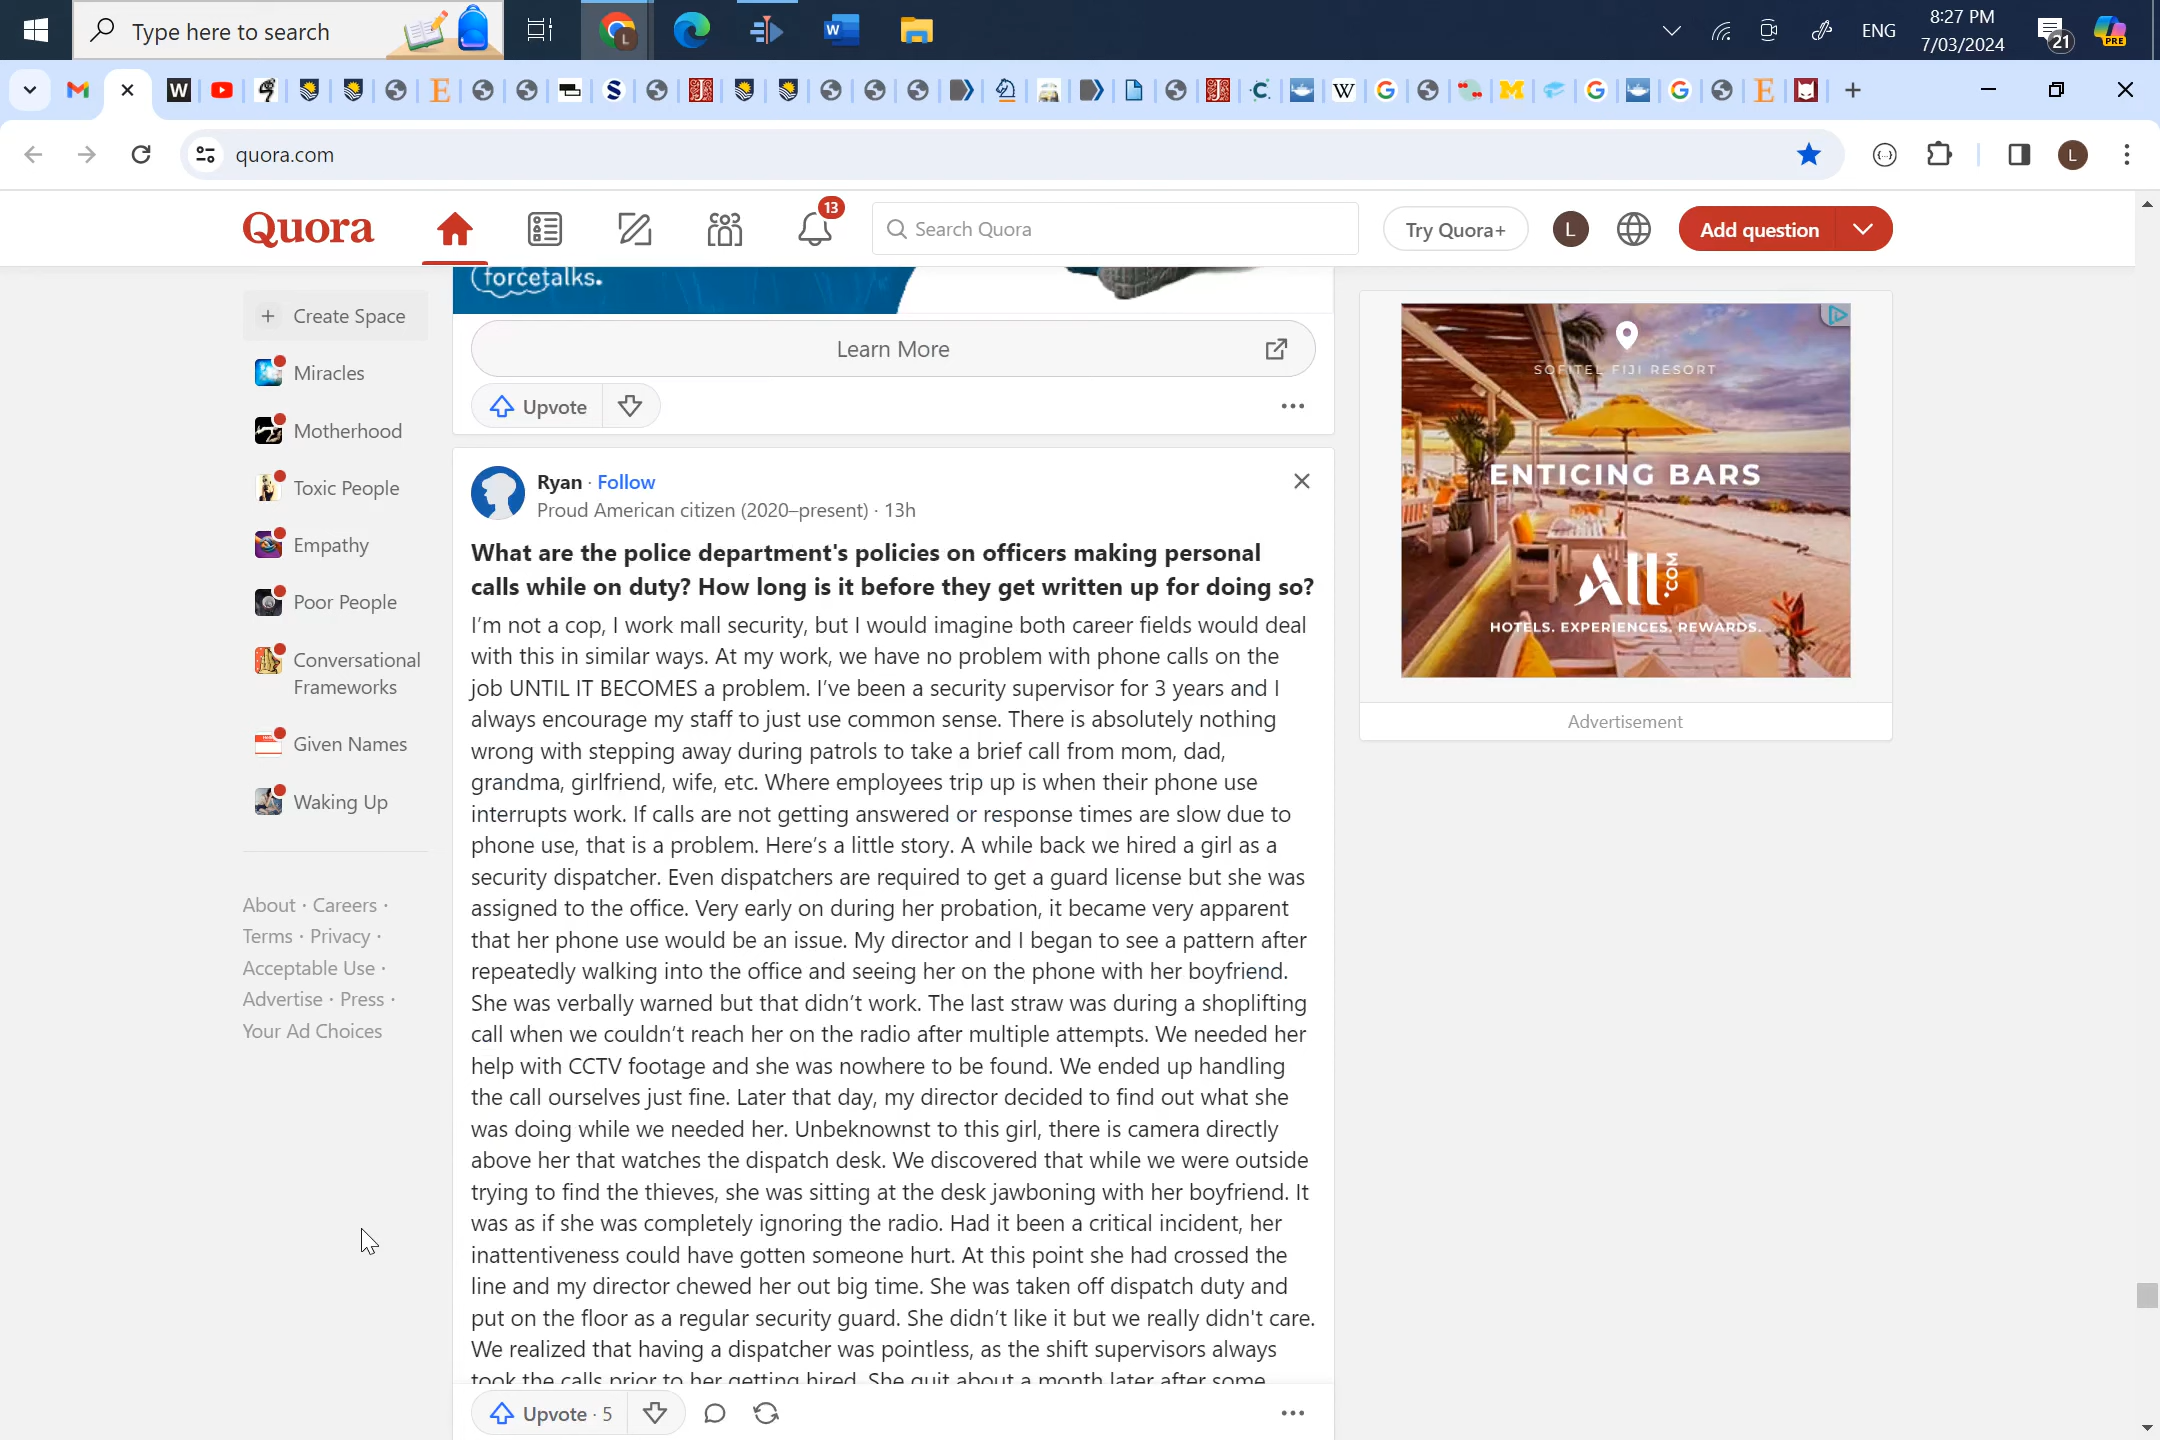 Type here to search
ENG
8:27 PM
7/03/2024
21
PRE
quora.com
L
Quora
13
Search Quora
Try Quora+
L
Add question
Create Space
Miracles
Motherhood
Toxic People
Empathy
Poor People
Conversational
Frameworks
Given Names
Waking Up
About · Careers ·
Terms · Privacy ·
Acceptable Use ·
Advertise · Press ·
Your Ad Choices
forcetalks.
Learn More
Upvote
Ryan · Follow
Proud American citizen (2020–present) · 13h
What are the police department's policies on officers making personal
calls while on duty? How long is it before they get written up for doing so?
I'm not a cop, I work mall security, but I would imagine both career fields would deal
with this in similar ways. At my work, we have no problem with phone calls on the
job UNTIL IT BECOMES a problem. I've been a security supervisor for 3 years and I
always encourage my staff to just use common sense. There is absolutely nothing
wrong with stepping away during patrols to take a brief call from mom, dad,
grandma, girlfriend, wife, etc. Where employees trip up is when their phone use
interrupts work. If calls are not getting answered or response times are slow due to
phone use, that is a problem. Here's a little story. A while back we hired a girl as a
security dispatcher. Even dispatchers are required to get a guard license but she was
assigned to the office. Very early on during her probation, it became very apparent
that her phone use would be an issue. My director and I began to see a pattern after
repeatedly walking into the office and seeing her on the phone with her boyfriend.
She was verbally warned but that didn't work. The last straw was during a shoplifting
call when we couldn't reach her on the radio after multiple attempts. We needed her
help with CCTV footage and she was nowhere to be found. We ended up handling
the call ourselves just fine. Later that day, my director decided to find out what she
was doing while we needed her. Unbeknownst to this girl, there is camera directly
above her that watches the dispatch desk. We discovered that while we were outside
trying to find the thieves, she was sitting at the desk jawboning with her boyfriend. It
was as if she was completely ignoring the radio. Had it been a critical incident, her
inattentiveness could have gotten someone hurt. At this point she had crossed the
line and my director chewed her out big time. She was taken off dispatch duty and
put on the floor as a regular security guard. She didn't like it but we really didn't care.
We realized that having a dispatcher was pointless, as the shift supervisors always
took the calls prior to her getting hired. She quit about a month later after some
Upvote · 5
SOFITEL FIJI RESORT
ENTICING BARS
ALL.COM
HOTELS. EXPERIENCES. REWARDS.
Advertisement